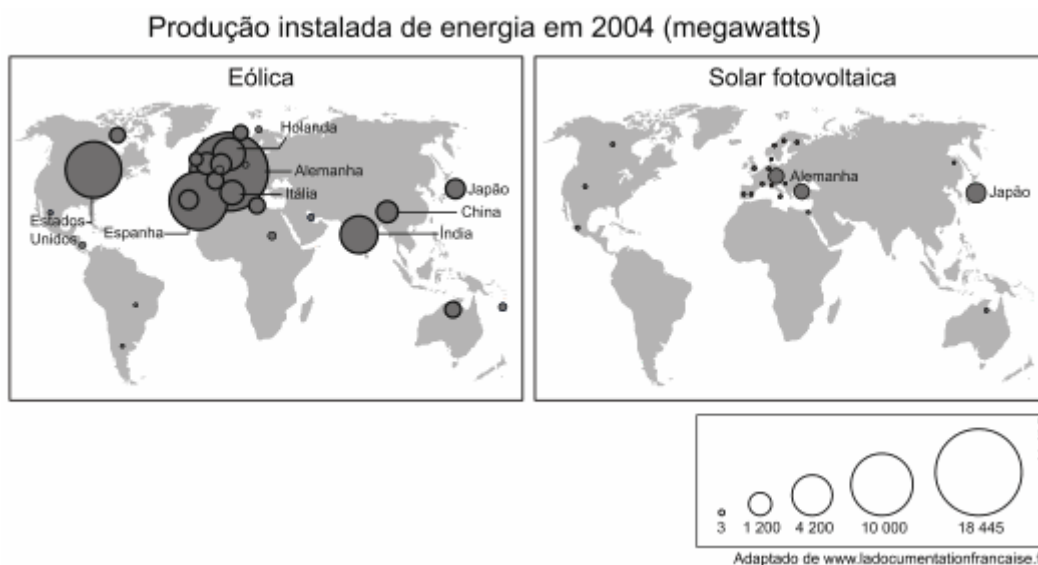 Produção instalada de energia em 2004 (megawatts)
Eólica
Holanda
Alemanha
Itália
Japão
China
Índia
Espanha
Estados-
Unidos
Solar fotovoltaica
Alemanha
Japão
3 1 200 4 200 10 000 18 445
Adaptado de www.ladocumentationfrancaise.f